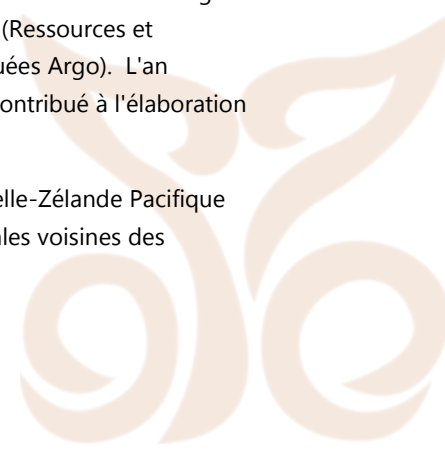 (Ressources et
uées Argo). L'an
ontribué à l'élaboration
elle-Zélande Pacifique
ales voisines des